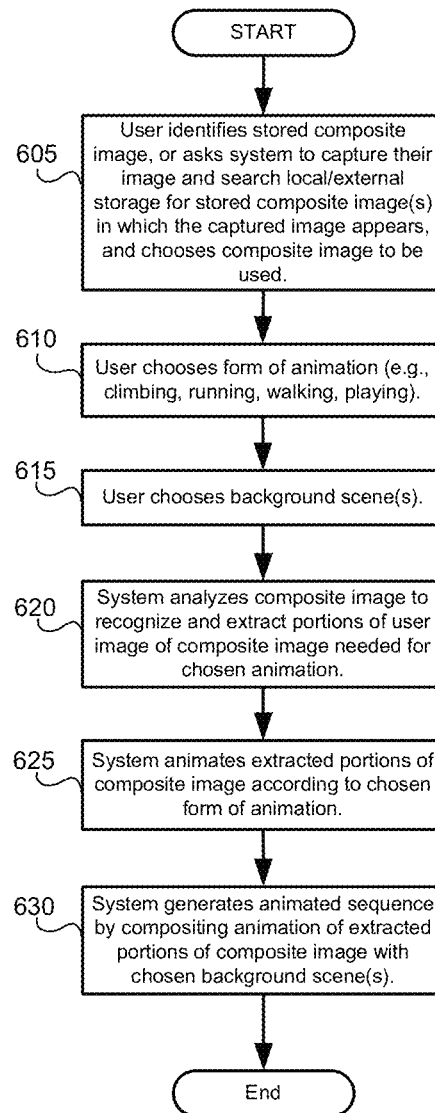 START
605
User identifies stored composite
image, or asks system to capture their
image and search local/external
storage for stored composite image(s)
in which the captured image appears,
and chooses composite image to be
used.
610
User chooses form of animation (e.g.,
climbing, running, walking, playing).
615
User chooses background scene(s).
620
System analyzes composite image to
recognize and extract portions of user
image of composite image needed for
chosen animation.
625
System animates extracted portions of
composite image according to chosen
form of animation.
630
System generates animated sequence
by compositing animation of extracted
portions of composite image with
chosen background scene(s).
End